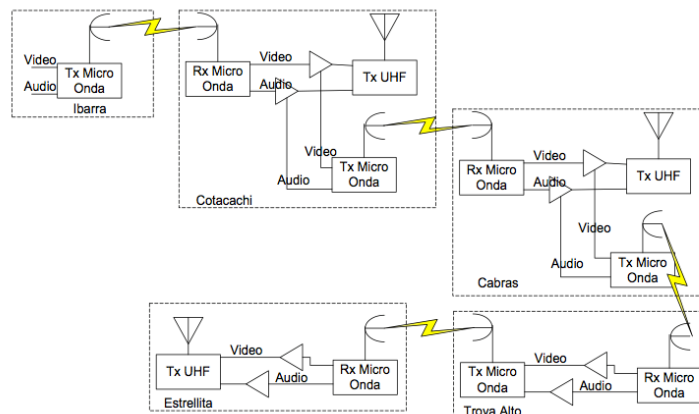 Video
Audio
Tx Micro
Onda
Ibarra
Rx Micro
Onda
Video
Audio
Tx UHF
Video
Audio
Tx Micro
Onda
Cotacachi
Rx Micro
Onda
Video
Audio
Tx UHF
Video
Audio
Tx Micro
Onda
Cabras
Tx UHF
Video
Audio
Rx Micro
Onda
Estrellita
Tx Micro
Onda
Video
Audio
Rx Micro
Onda
Troya Alto